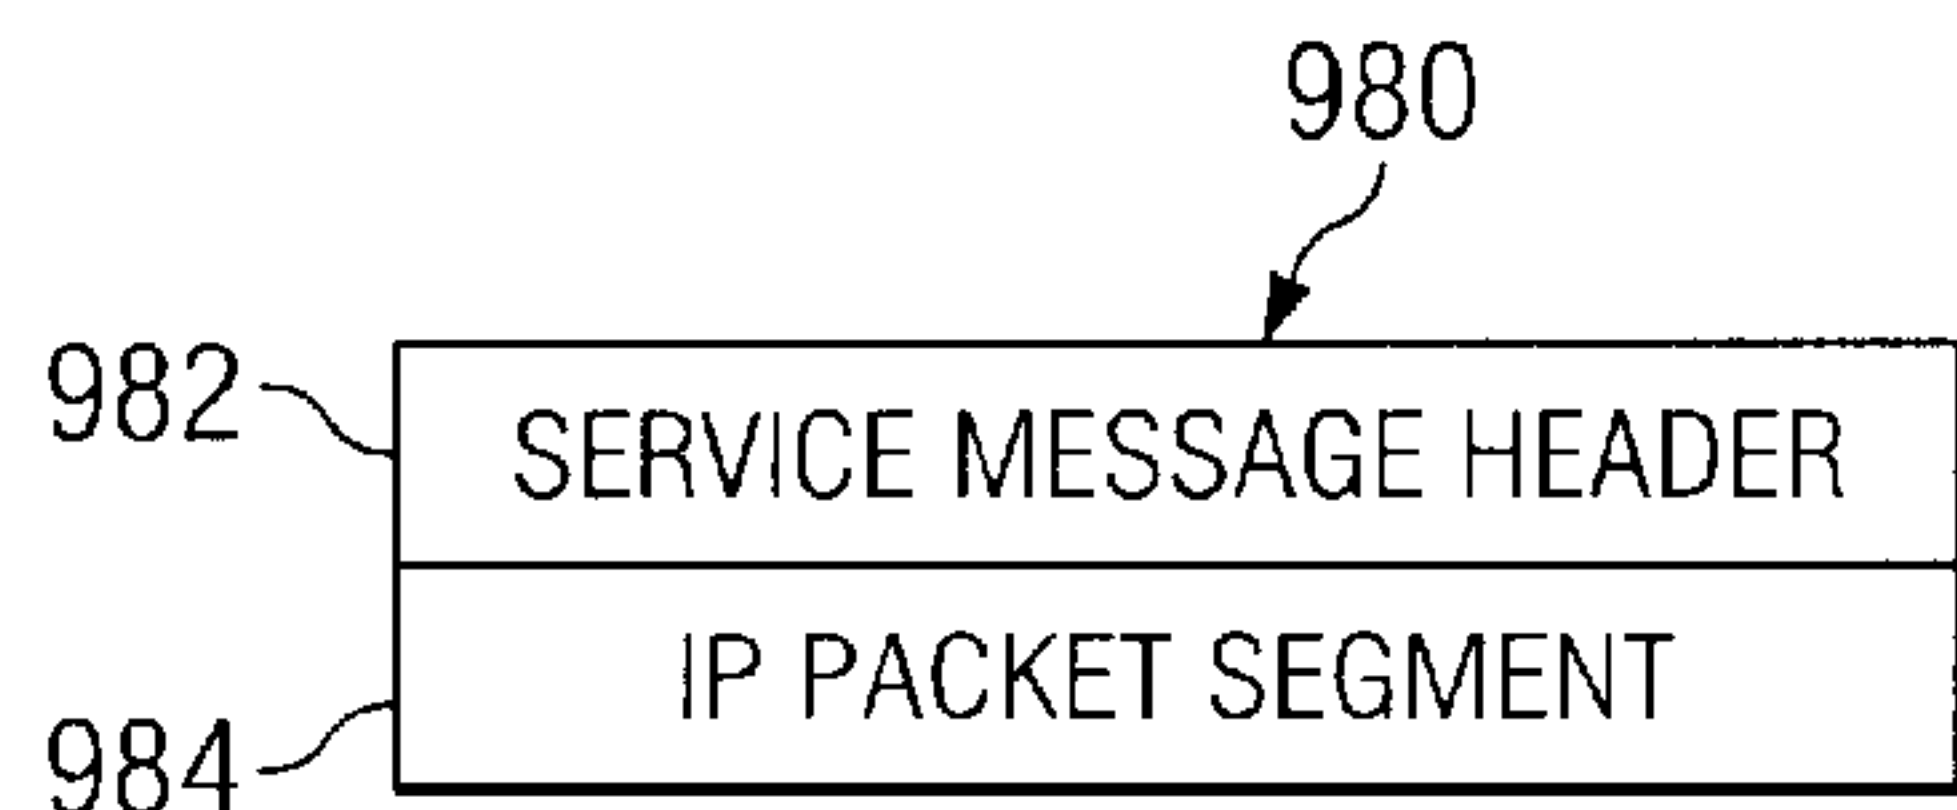 980
982
SERVICE MESSAGE HEADER
IP PACKET SEGMENT
984